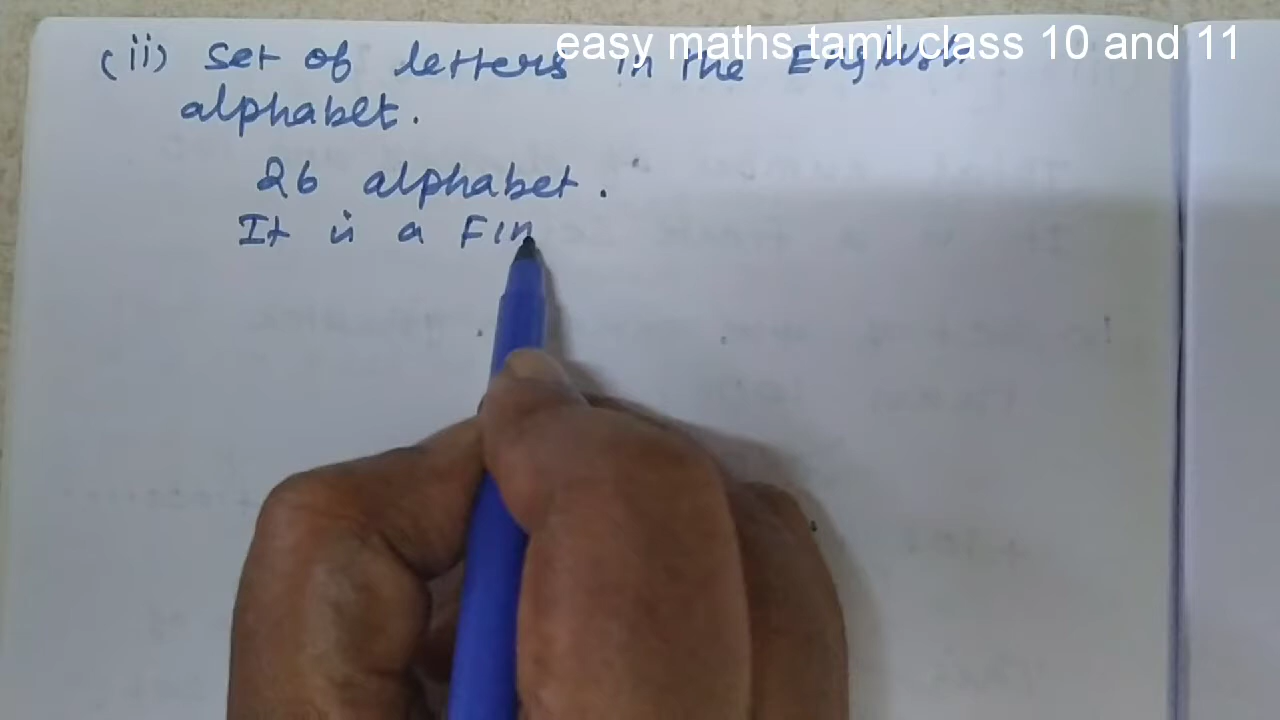 easy maths tamil class 10 and 11
(ii) Set of letters in the English
alphabet.
26 alphabet.
It is a Fin